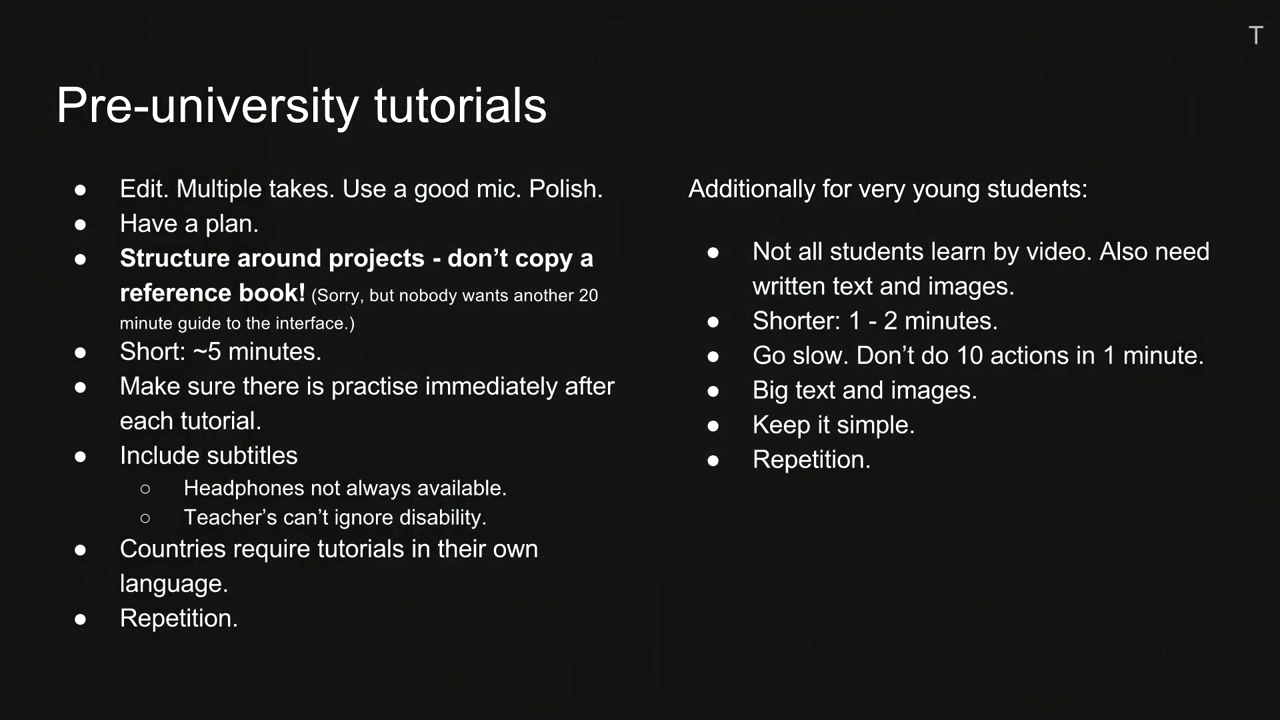 T
Pre-university tutorials
● Edit. Multiple takes. Use a good mic. Polish.
● Have a plan.
● Structure around projects - don't copy a
reference book! (Sorry, but nobody wants another 20
minute guide to the interface.)
● Short: ~5 minutes.
● Make sure there is practise immediately after
each tutorial.
● Include subtitles
○ Headphones not always available.
○ Teacher's can't ignore disability.
● Countries require tutorials in their own
language.
● Repetition.
Additionally for very young students:
● Not all students learn by video. Also need
written text and images.
● Shorter: 1 - 2 minutes.
● Go slow. Don't do 10 actions in 1 minute.
● Big text and images.
● Keep it simple.
● Repetition.